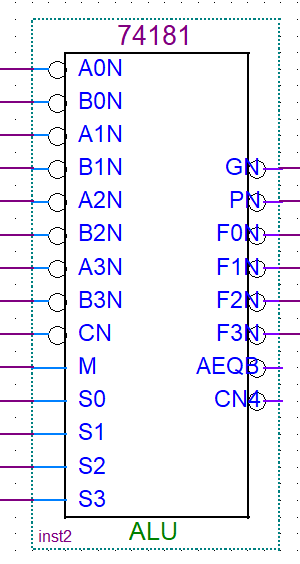 74181
A0N
B0N
A1N
B1N GN
A2N PN
B2N F0N
A3N F1N
B3N F2N
CN F3N
M AEQB
S0 CN4
S1
S2
S3
inst2 ALU